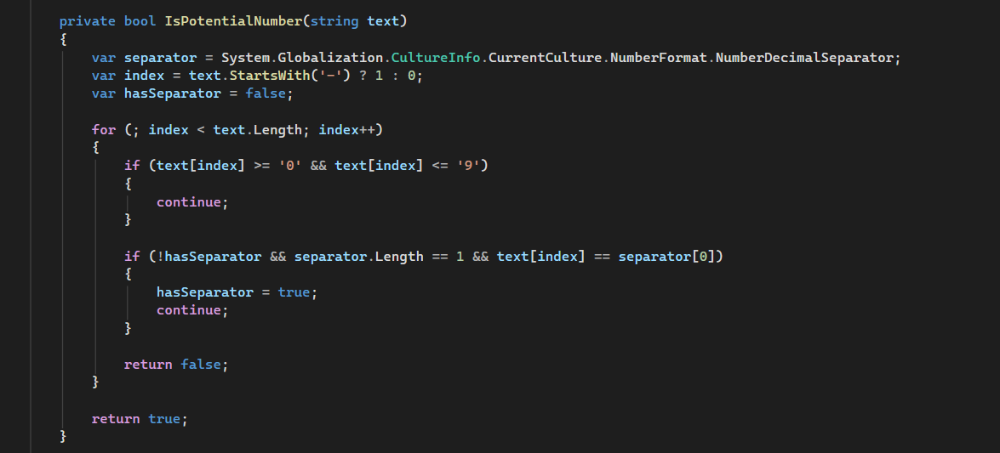 private bool IsPotentialNumber(string text)
{
    var separator = System.Globalization.CultureInfo.CurrentCulture.NumberFormat.NumberDecimalSeparator;
    var index = text.StartsWith('-') ? 1 : 0;
    var hasSeparator = false;

    for (; index < text.Length; index++)
    {
        if (text[index] >= '0' && text[index] <= '9')
        {
            continue;
        }

        if (!hasSeparator && separator.Length == 1 && text[index] == separator[0])
        {
            hasSeparator = true;
            continue;
        }

        return false;
    }

    return true;
}